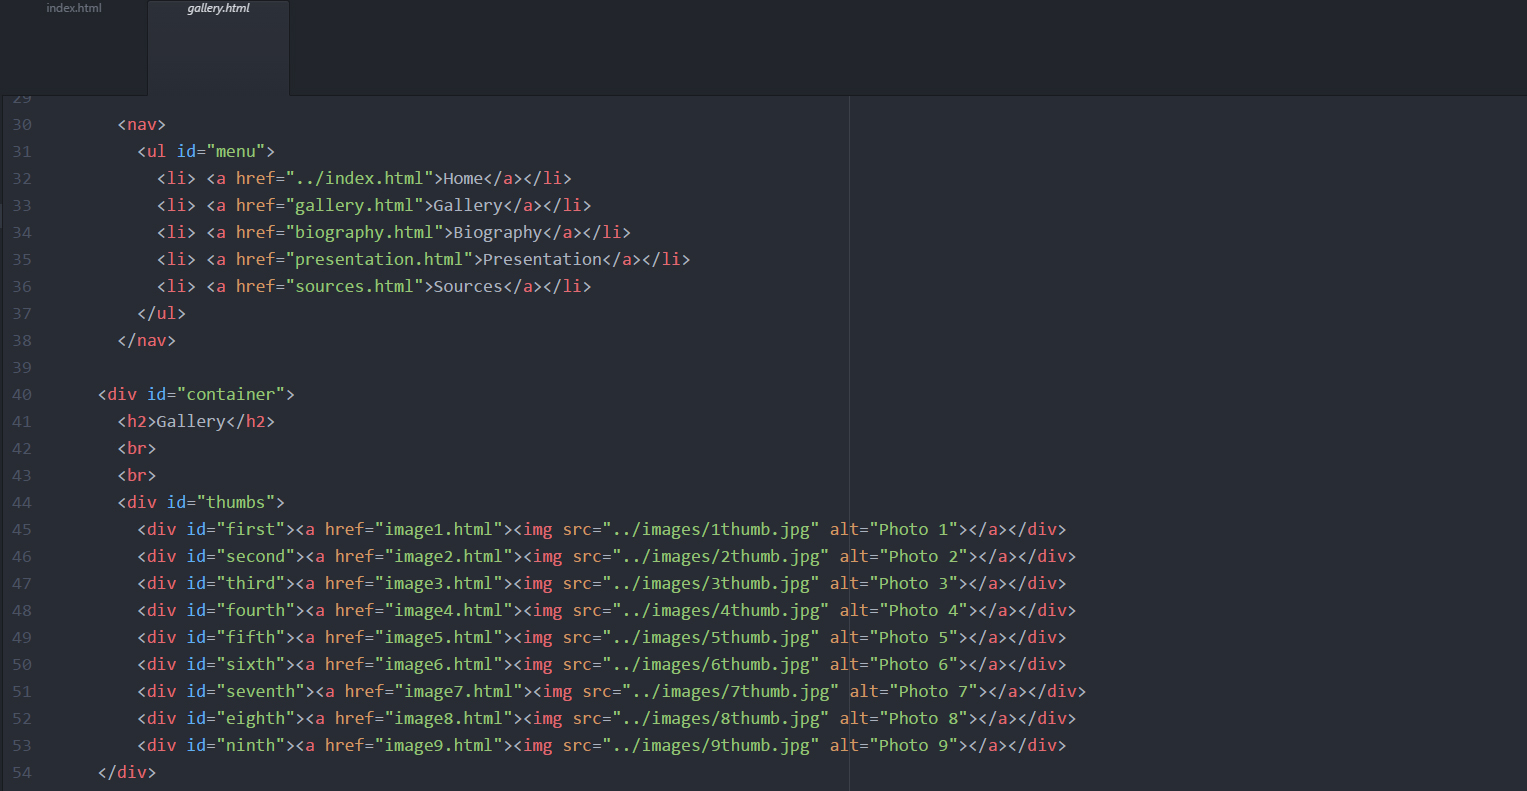 index.html
gallery.html
29
30 <nav>
31 <ul id="menu">
32 <li> <a href="../index.html">Home</a></li>
33 <li> <a href="gallery.html">Gallery</a></li>
34 <li> <a href="biography.html">Biography</a></li>
35 <li> <a href="presentation.html">Presentation</a></li>
36 <li> <a href="sources.html">Sources</a></li>
37 </ul>
38 </nav>
39
40 <div id="container">
41 <h2>Gallery</h2>
42 <br>
43 <br>
44 <div id="thumbs">
45 <div id="first"><a href="image1.html"><img src="../images/1thumb.jpg" alt="Photo 1"></a></div>
46 <div id="second"><a href="image2.html"><img src="../images/2thumb.jpg" alt="Photo 2"></a></div>
47 <div id="third"><a href="image3.html"><img src="../images/3thumb.jpg" alt="Photo 3"></a></div>
48 <div id="fourth"><a href="image4.html"><img src="../images/4thumb.jpg" alt="Photo 4"></a></div>
49 <div id="fifth"><a href="image5.html"><img src="../images/5thumb.jpg" alt="Photo 5"></a></div>
50 <div id="sixth"><a href="image6.html"><img src="../images/6thumb.jpg" alt="Photo 6"></a></div>
51 <div id="seventh"><a href="image7.html"><img src="../images/7thumb.jpg" alt="Photo 7"></a></div>
52 <div id="eighth"><a href="image8.html"><img src="../images/8thumb.jpg" alt="Photo 8"></a></div>
53 <div id="ninth"><a href="image9.html"><img src="../images/9thumb.jpg" alt="Photo 9"></a></div>
54 </div>